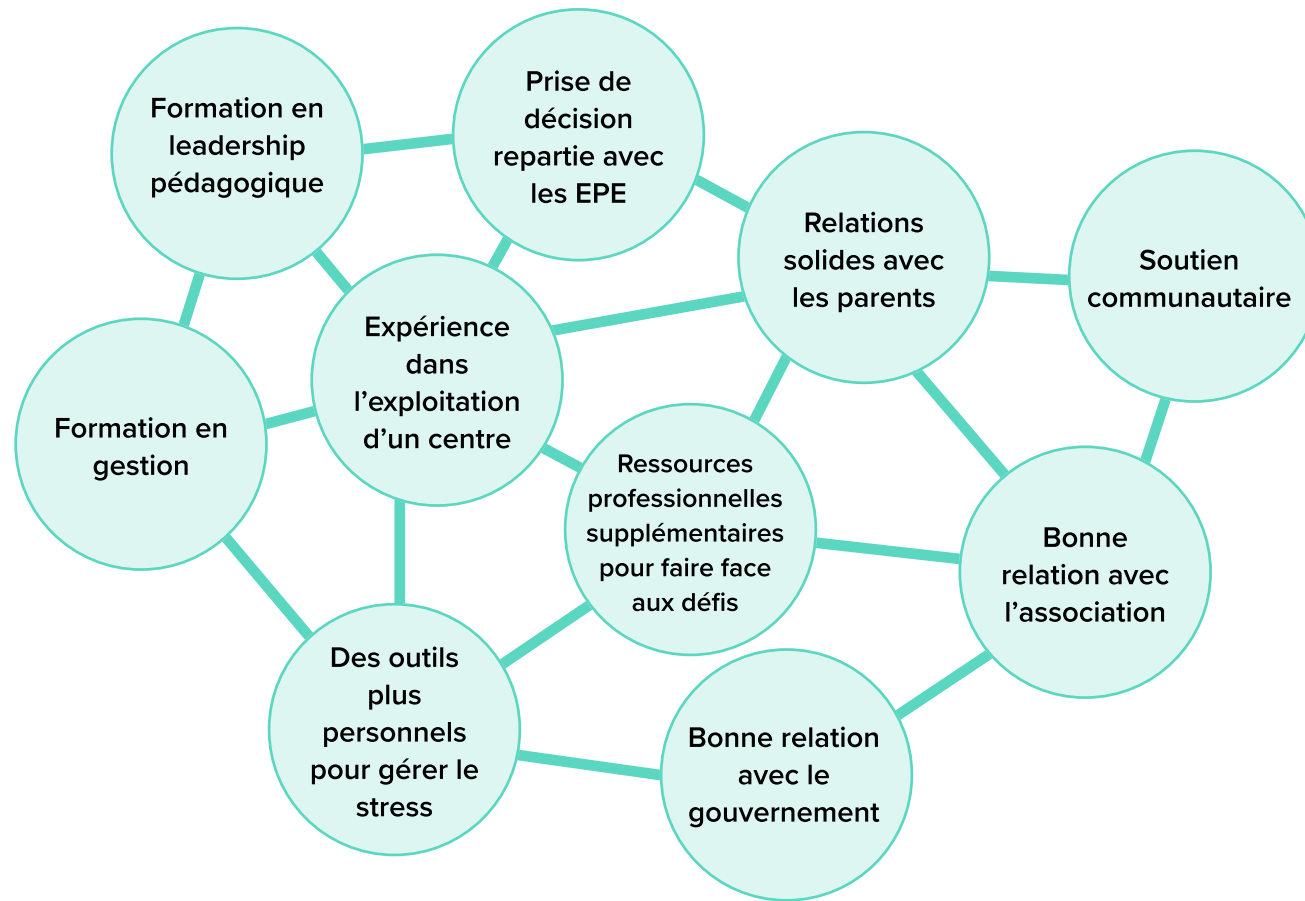 Formation en
leadership
pédagogique
Prise de
décision
repartie avec
les EPE
Relations
solides avec
les parents
Soutien
communautaire
Expérience
dans
l’exploitation
d’un centre
Formation en
gestion
Ressources
professionnelles
supplémentaires
pour faire face
aux défis
Bonne
relation avec
l’association
Des outils
plus
personnels
pour gérer le
stress
Bonne relation
avec le
gouvernement